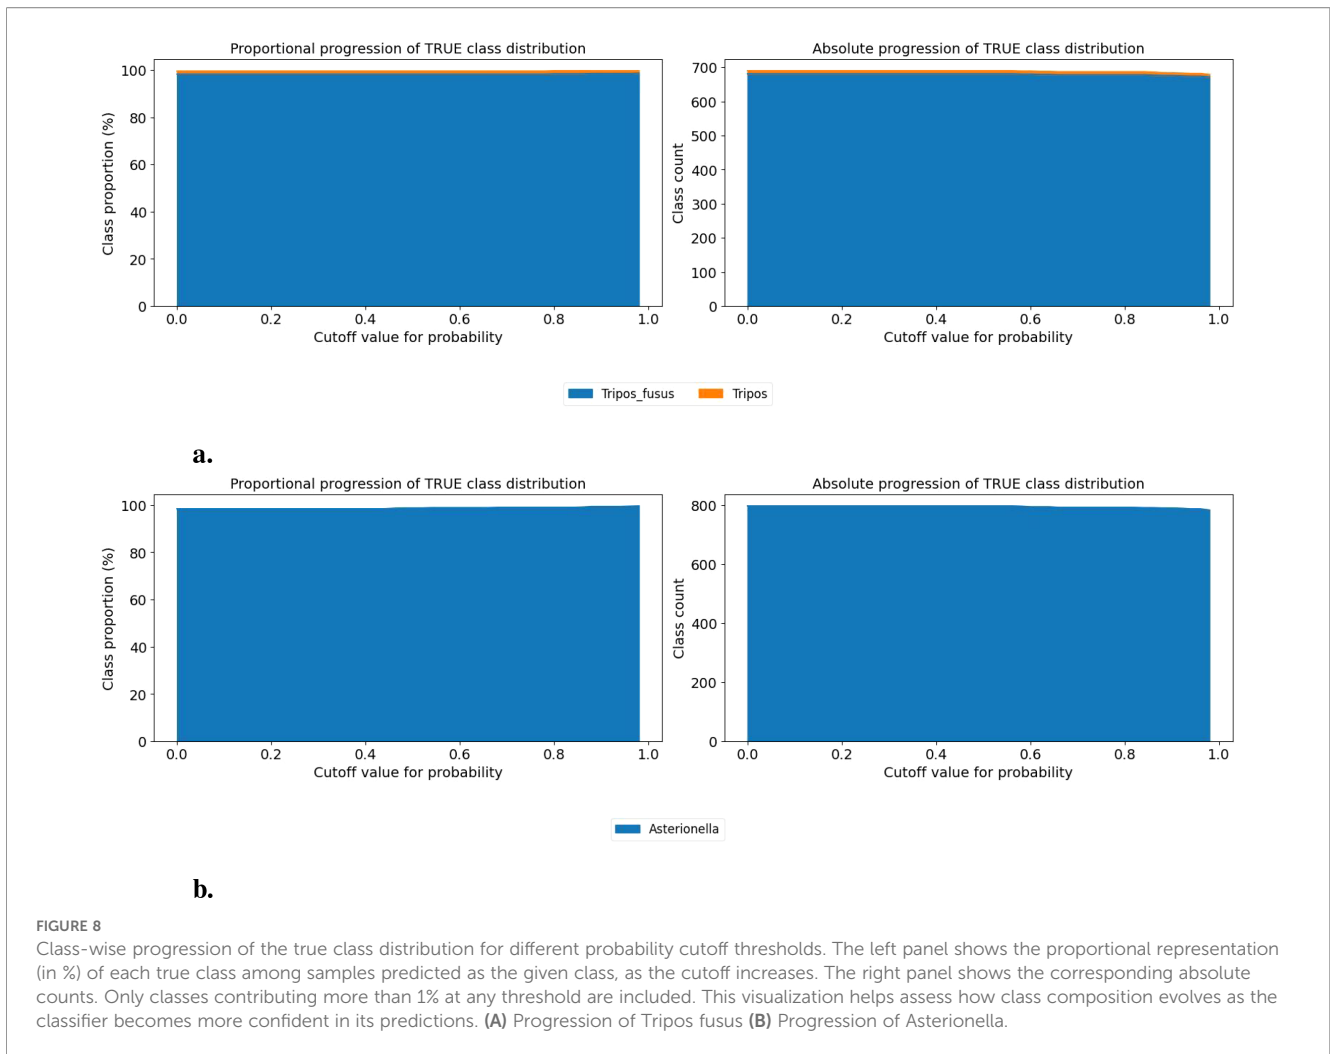 Proportional progression of TRUE class distribution
Absolute progression of TRUE class distribution
Class proportion (%)
100
80
60
40
20
0
0.0 0.2 0.4 0.6 0.8 1.0
Cutoff value for probability
Class count
700
600
500
400
300
200
100
0
0.0 0.2 0.4 0.6 0.8 1.0
Cutoff value for probability
Tripos_fusus Tripos
a.
Proportional progression of TRUE class distribution
Absolute progression of TRUE class distribution
Class proportion (%)
100
80
60
40
20
0
0.0 0.2 0.4 0.6 0.8 1.0
Cutoff value for probability
Class count
800
600
400
200
0
0.0 0.2 0.4 0.6 0.8 1.0
Cutoff value for probability
Asterionella
b.
FIGURE 8
Class-wise progression of the true class distribution for different probability cutoff thresholds. The left panel shows the proportional representation
(in %) of each true class among samples predicted as the given class, as the cutoff increases. The right panel shows the corresponding absolute
counts. Only classes contributing more than 1% at any threshold are included. This visualization helps assess how class composition evolves as the
classifier becomes more confident in its predictions. (A) Progression of Tripos fusus (B) Progression of Asterionella.